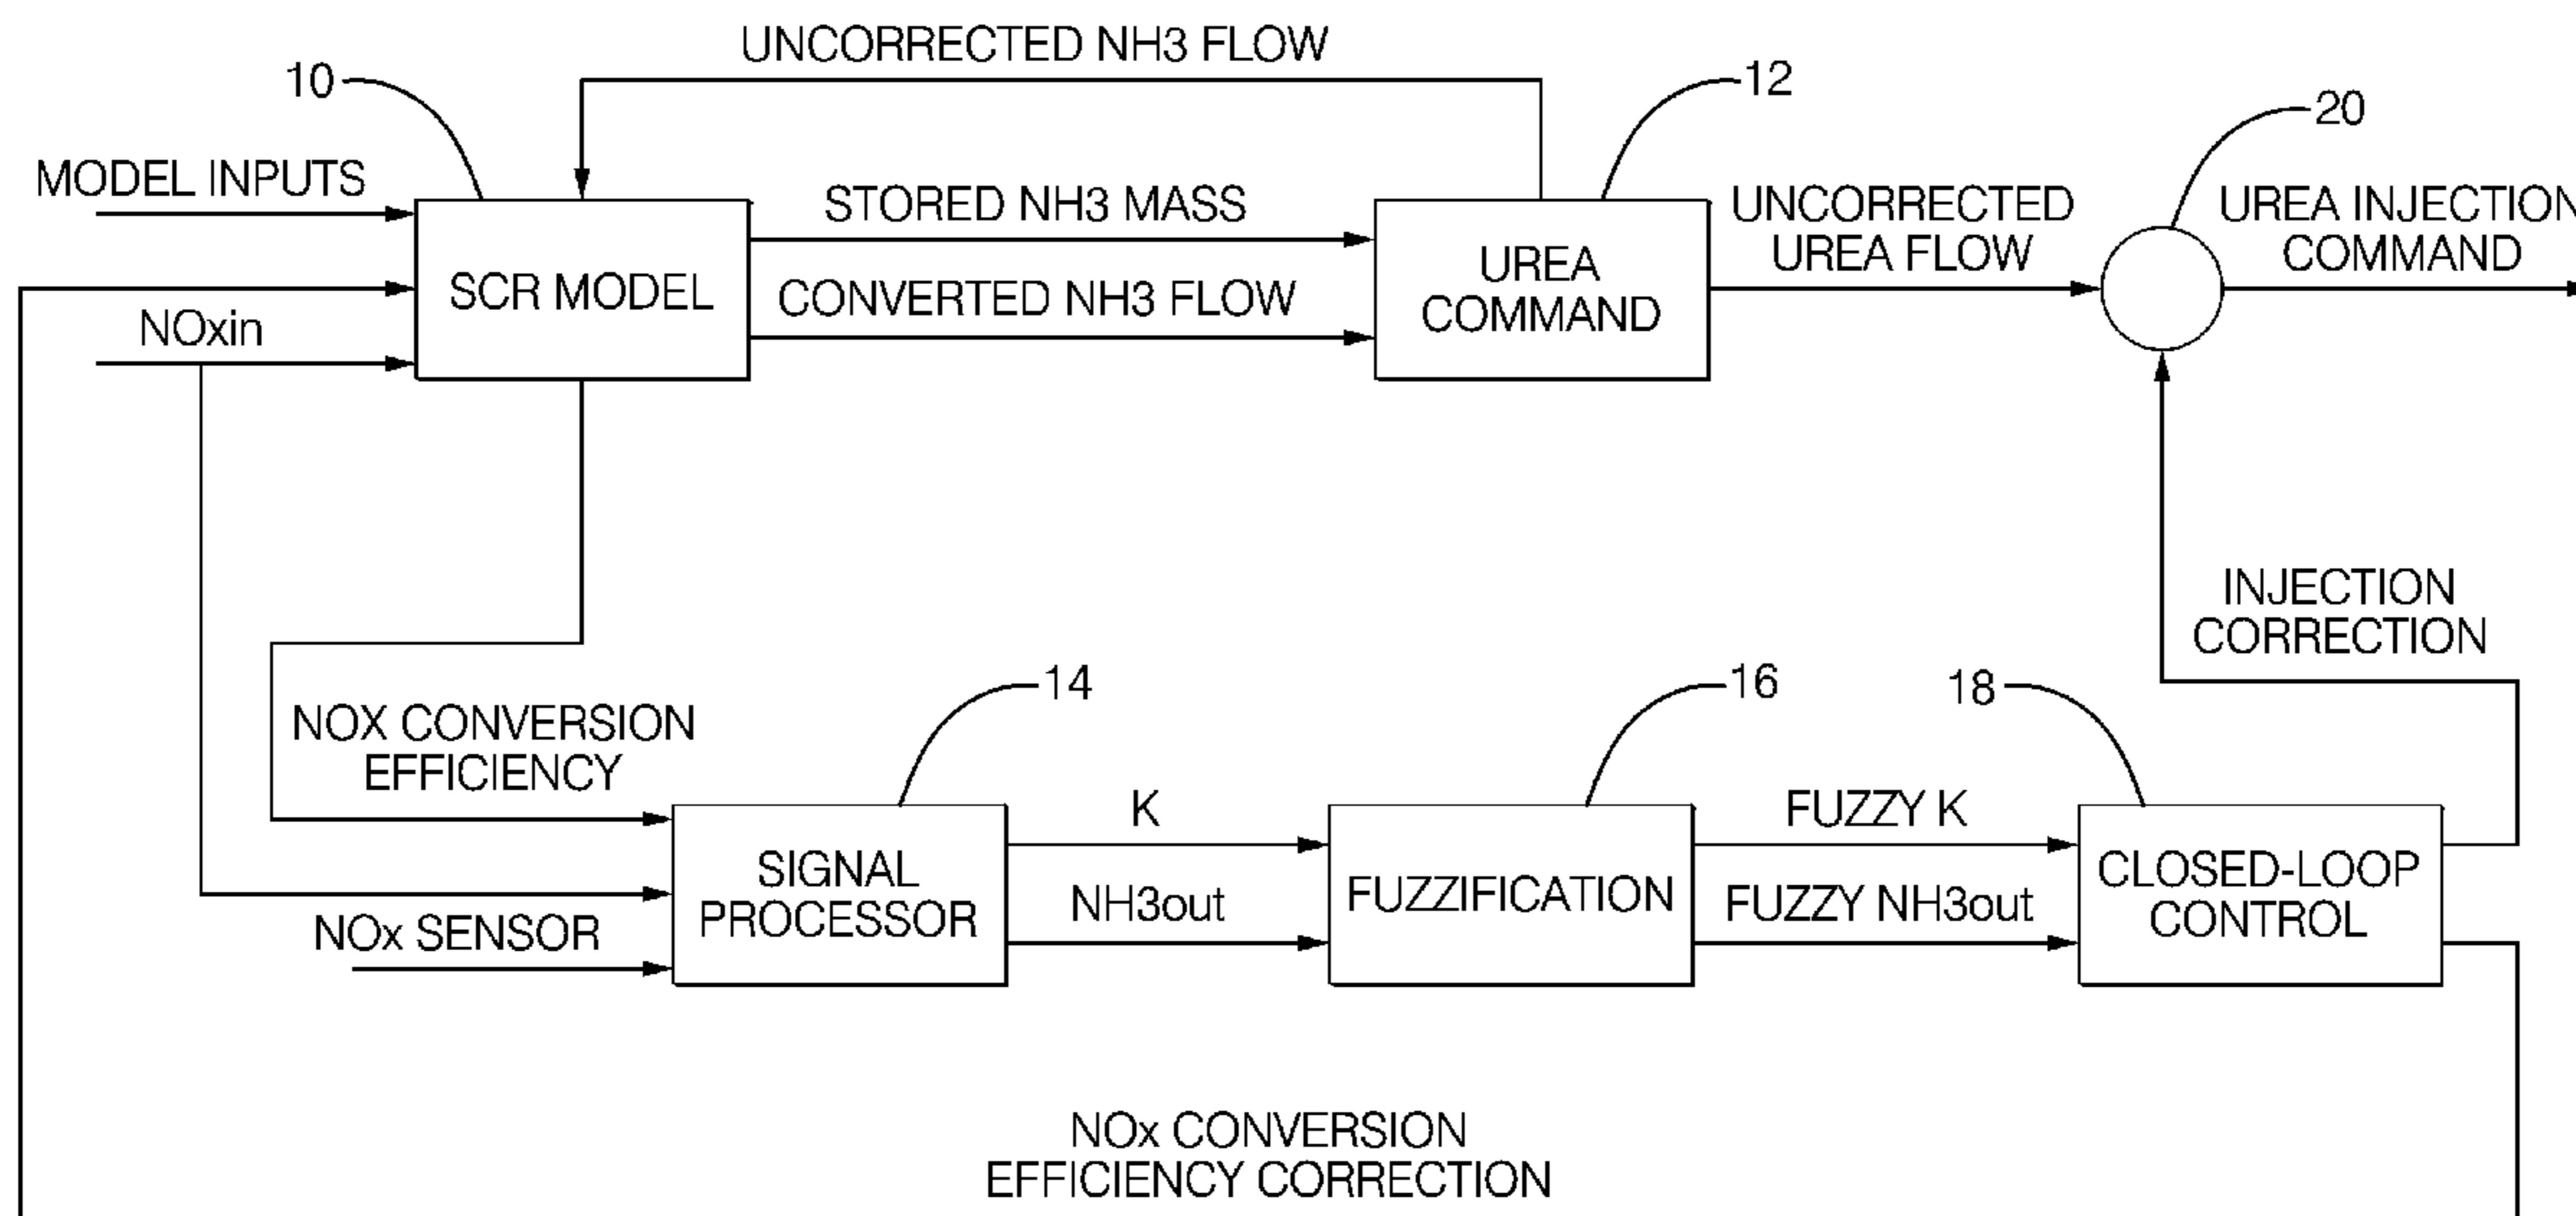 UNCORRECTED NH3 FLOW
10
12
20
MODEL INPUTS
STORED NH3 MASS
UNCORRECTED
UREA FLOW
UREA INJECTION
COMMAND
SCR MODEL
CONVERTED NH3 FLOW
UREA
COMMAND
NOxin
INJECTION
CORRECTION
14
16
18
NOX CONVERSION
EFFICIENCY
K
FUZZY K
SIGNAL
PROCESSOR
NH3out
FUZZIFICATION
FUZZY NH3out
CLOSED-LOOP
CONTROL
NOx SENSOR
NOx CONVERSION
EFFICIENCY CORRECTION